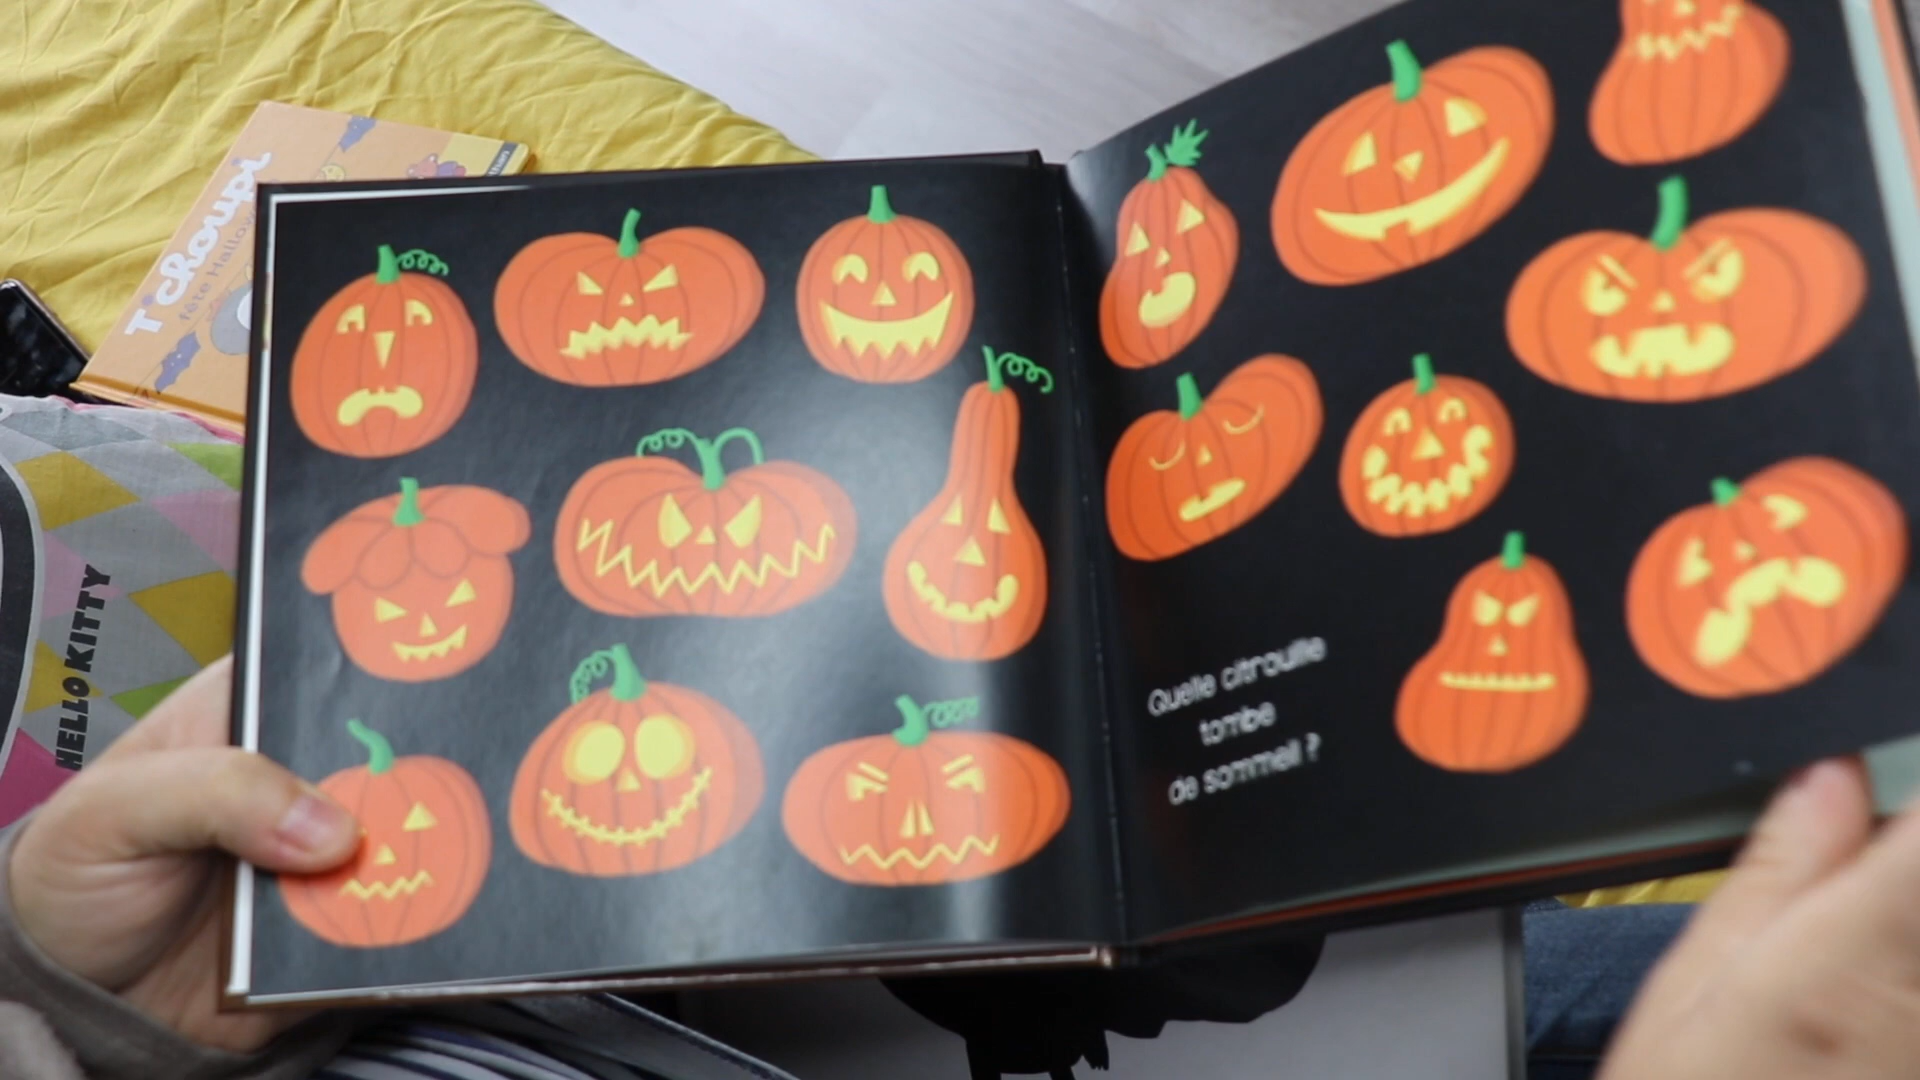 T'choupi
fête Hallow
HELLO KITTY
Quelle citrouille
tombe
de sommeil ?